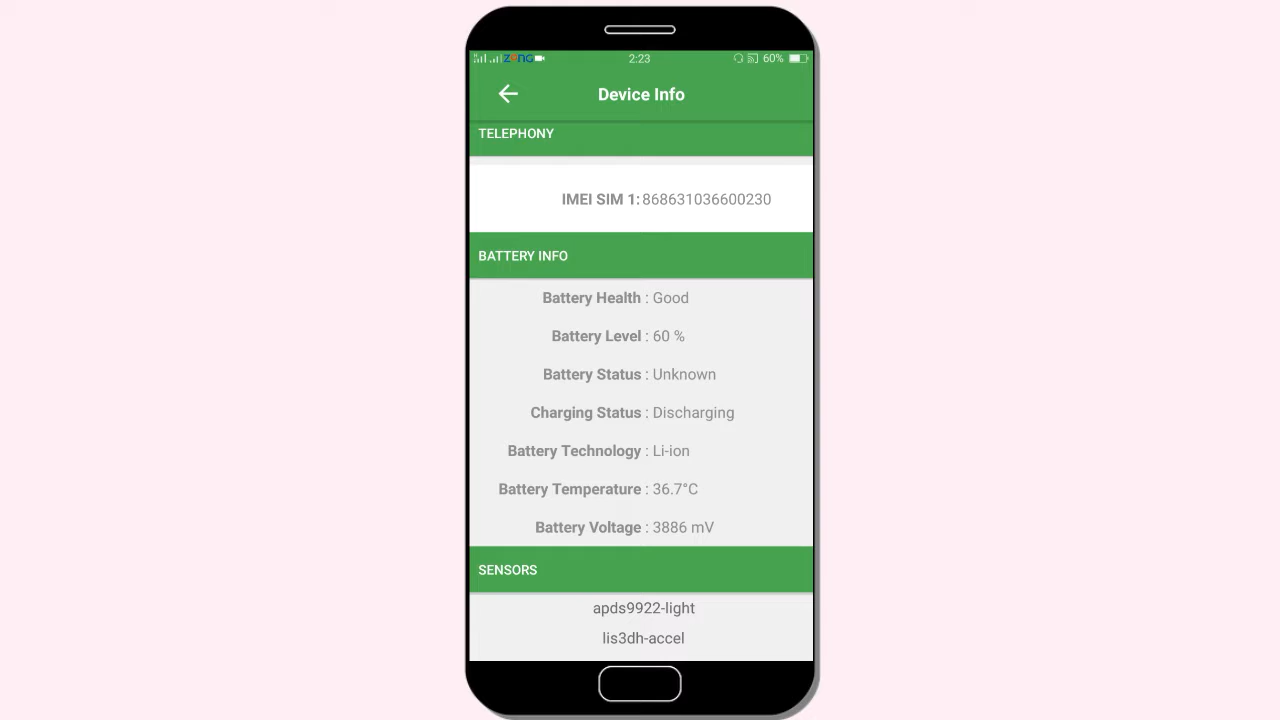 ZONG 2:23 60%
Device Info
TELEPHONY
IMEI SIM 1: 868631036600230
BATTERY INFO
Battery Health : Good
Battery Level : 60 %
Battery Status : Unknown
Charging Status : Discharging
Battery Technology : Li-ion
Battery Temperature : 36.7°C
Battery Voltage : 3886 mV
SENSORS
apds9922-light
lis3dh-accel